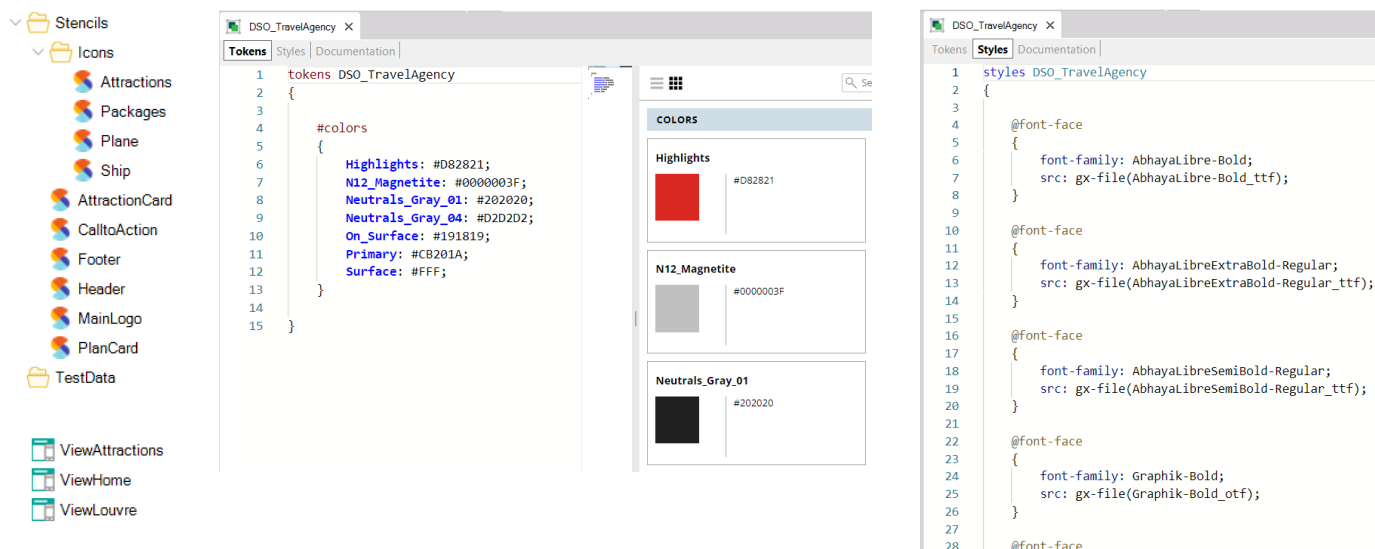 Stencils
Icons
Attractions
Packages
Plane
Ship
AttractionCard
CalltoAction
Footer
Header
MainLogo
PlanCard
TestData
ViewAttractions
ViewHome
ViewLouvre
DSO_TravelAgency X
Tokens Styles Documentation
1 tokens DSO_TravelAgency
2 {
3
4 #colors
5 {
6 Highlights: #D82821;
7 N12_Magnetite: #0000003F;
8 Neutrals_Gray_01: #202020;
9 Neutrals_Gray_04: #D2D2D2;
10 On_Surface: #191819;
11 Primary: #CB201A;
12 Surface: #FFF;
13 }
14
15 }
Se
COLORS
Highlights
#D82821
N12_Magnetite
#0000003F
Neutrals_Gray_01
#202020
DSO_TravelAgency X
Tokens Styles Documentation
1 styles DSO_TravelAgency
2 {
3
4 @font-face
5 {
6 font-family: AbhayaLibre-Bold;
7 src: gx-file(AbhayaLibre-Bold_ttf);
8 }
9
10 @font-face
11 {
12 font-family: AbhayaLibreExtraBold-Regular;
13 src: gx-file(AbhayaLibreExtraBold-Regular_ttf);
14 }
15
16 @font-face
17 {
18 font-family: AbhayaLibreSemiBold-Regular;
19 src: gx-file(AbhayaLibreSemiBold-Regular_ttf);
20 }
21
22 @font-face
23 {
24 font-family: Graphik-Bold;
25 src: gx-file(Graphik-Bold_otf);
26 }
27
28 @font-face